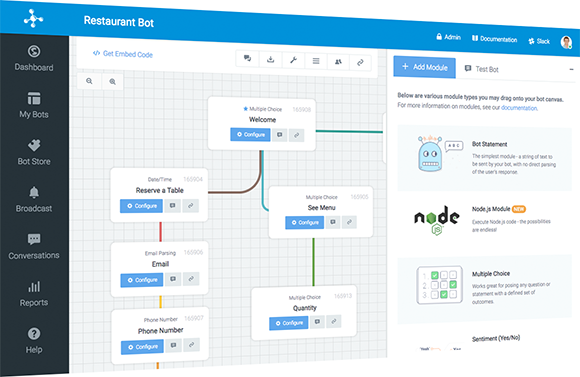 Restaurant Bot
Admin
Documentation
Slack
Dashboard
My Bots
Bot Store
Broadcast
Conversations
Reports
Help
</> Get Embed Code
Multiple Choice
165908
Welcome
Configure
Date/Time
165904
Reserve a Table
Configure
Multiple Choice
165908
See Menu
Configure
Email Parsing
165906
Email
Configure
Phone Number
165907
Phone Number
Configure
Multiple Choice
165913
Quantity
Configure
+ Add Module
Test Bot
Below are various module types you may drag onto your bot canvas.
For more information on modules, see our documentation.
A B C
Bot Statement
The simplest module - a string of text to
be sent by your bot, with no direct parsing
of the user's response.
node
JS
Node.js Module NEW
Execute Node.js code - the possibilities
are endless!
1
2
3
Multiple Choice
Works great for posing any question or
statement with a defined set of
outcomes.
Sentiment (Yes/No)